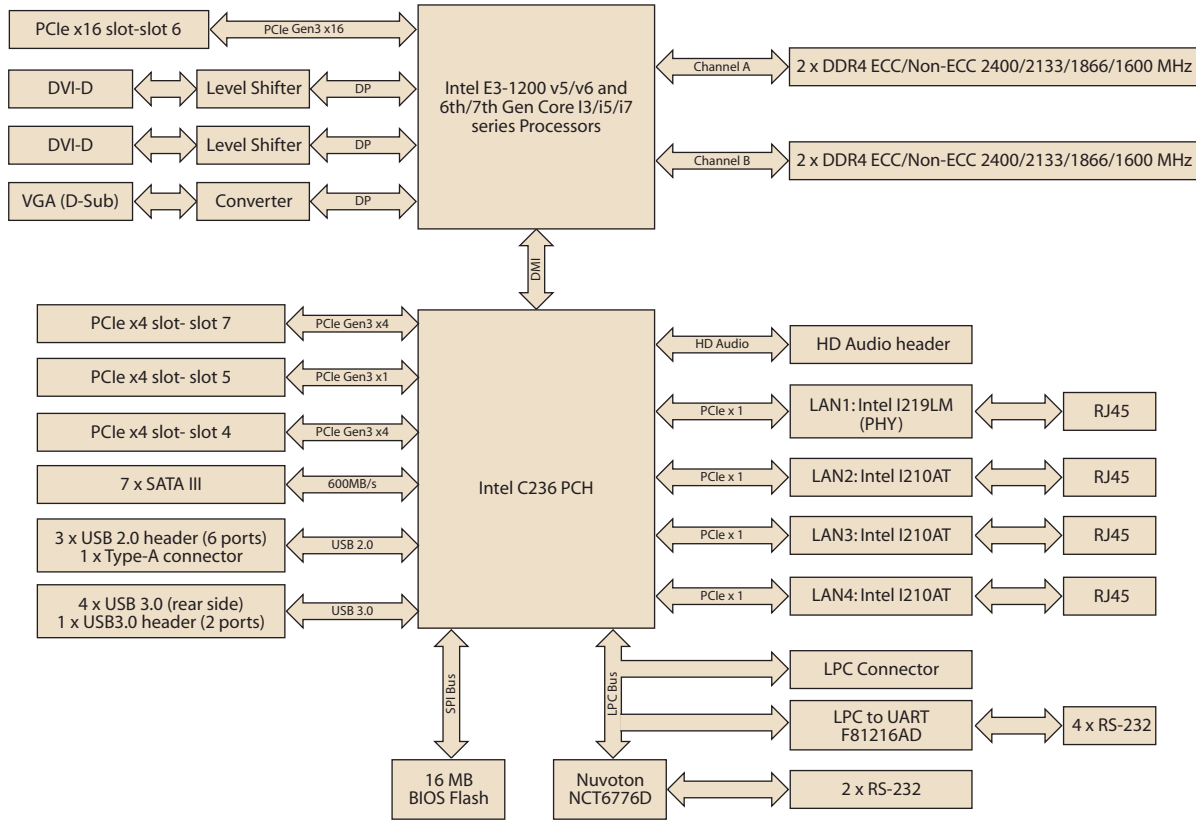 PCIe x16 slot-slot 6
PCIe Gen3 x16
DVI-D
Level Shifter
DP
DVI-D
Level Shifter
DP
VGA (D-Sub)
Converter
DP
Intel E3-1200 v5/v6 and
6th/7th Gen Core I3/i5/i7
series Processors
Channel A
2 x DDR4 ECC/Non-ECC 2400/2133/1866/1600 MHz
Channel B
2 x DDR4 ECC/Non-ECC 2400/2133/1866/1600 MHz
DMI
PCIe x4 slot- slot 7
PCIe Gen3 x4
PCIe x4 slot- slot 5
PCIe Gen3 x1
PCIe x4 slot- slot 4
PCIe Gen3 x4
7 x SATA III
600MB/s
3 x USB 2.0 header (6 ports)
1 x Type-A connector
USB 2.0
4 x USB 3.0 (rear side)
1 x USB3.0 header (2 ports)
USB 3.0
Intel C236 PCH
HD Audio
HD Audio header
PCIe x 1
LAN1: Intel I219LM
(PHY)
RJ45
PCIe x 1
LAN2: Intel I210AT
RJ45
PCIe x 1
LAN3: Intel I210AT
RJ45
PCIe x 1
LAN4: Intel I210AT
RJ45
SPI Bus
LPC Bus
LPC Connector
LPC to UART
F81216AD
4 x RS-232
16 MB
BIOS Flash
Nuvoton
NCT6776D
2 x RS-232